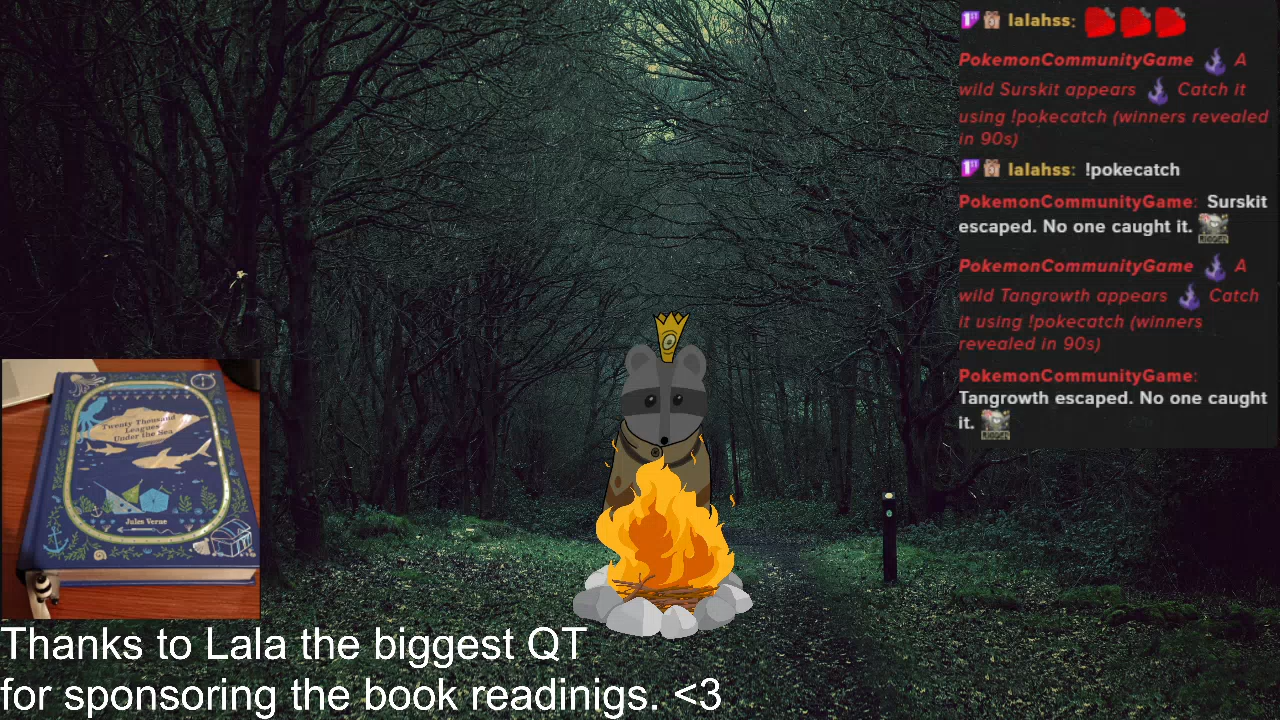 lalahss:
PokemonCommunityGame A
wild Surskit appears Catch it
using !pokecatch (winners revealed
in 90s)
lalahss: !pokecatch
PokemonCommunityGame: Surskit
escaped. No one caught it.
PokemonCommunityGame A
wild Tangrowth appears Catch
it using !pokecatch (winners
revealed in 90s)
PokemonCommunityGame:
Tangrowth escaped. No one caught
it.
Twenty Thousand
Leagues
Under the Sea
Jules Verne
Thanks to Lala the biggest QT
for sponsoring the book readinigs. <3